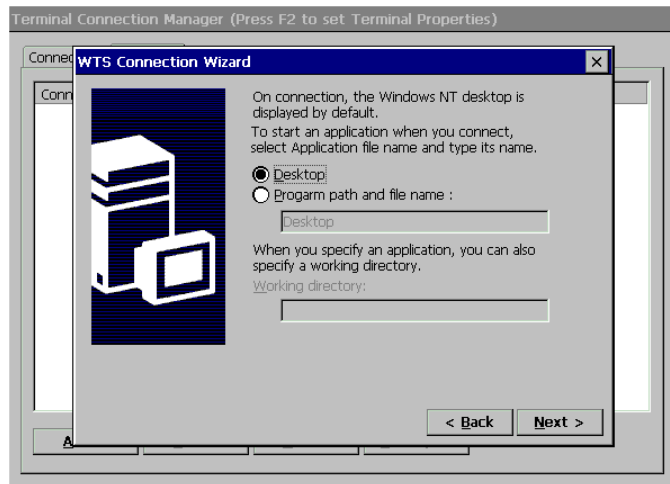 Terminal Connection Manager (Press F2 to set Terminal Properties)
WTS Connection Wizard
On connection, the Windows NT desktop is
displayed by default.
To start an application when you connect,
select Application file name and type its name.
Desktop
Progarm path and file name :
Desktop
When you specify an application, you can also
specify a working directory.
Working directory:
< Back
Next >